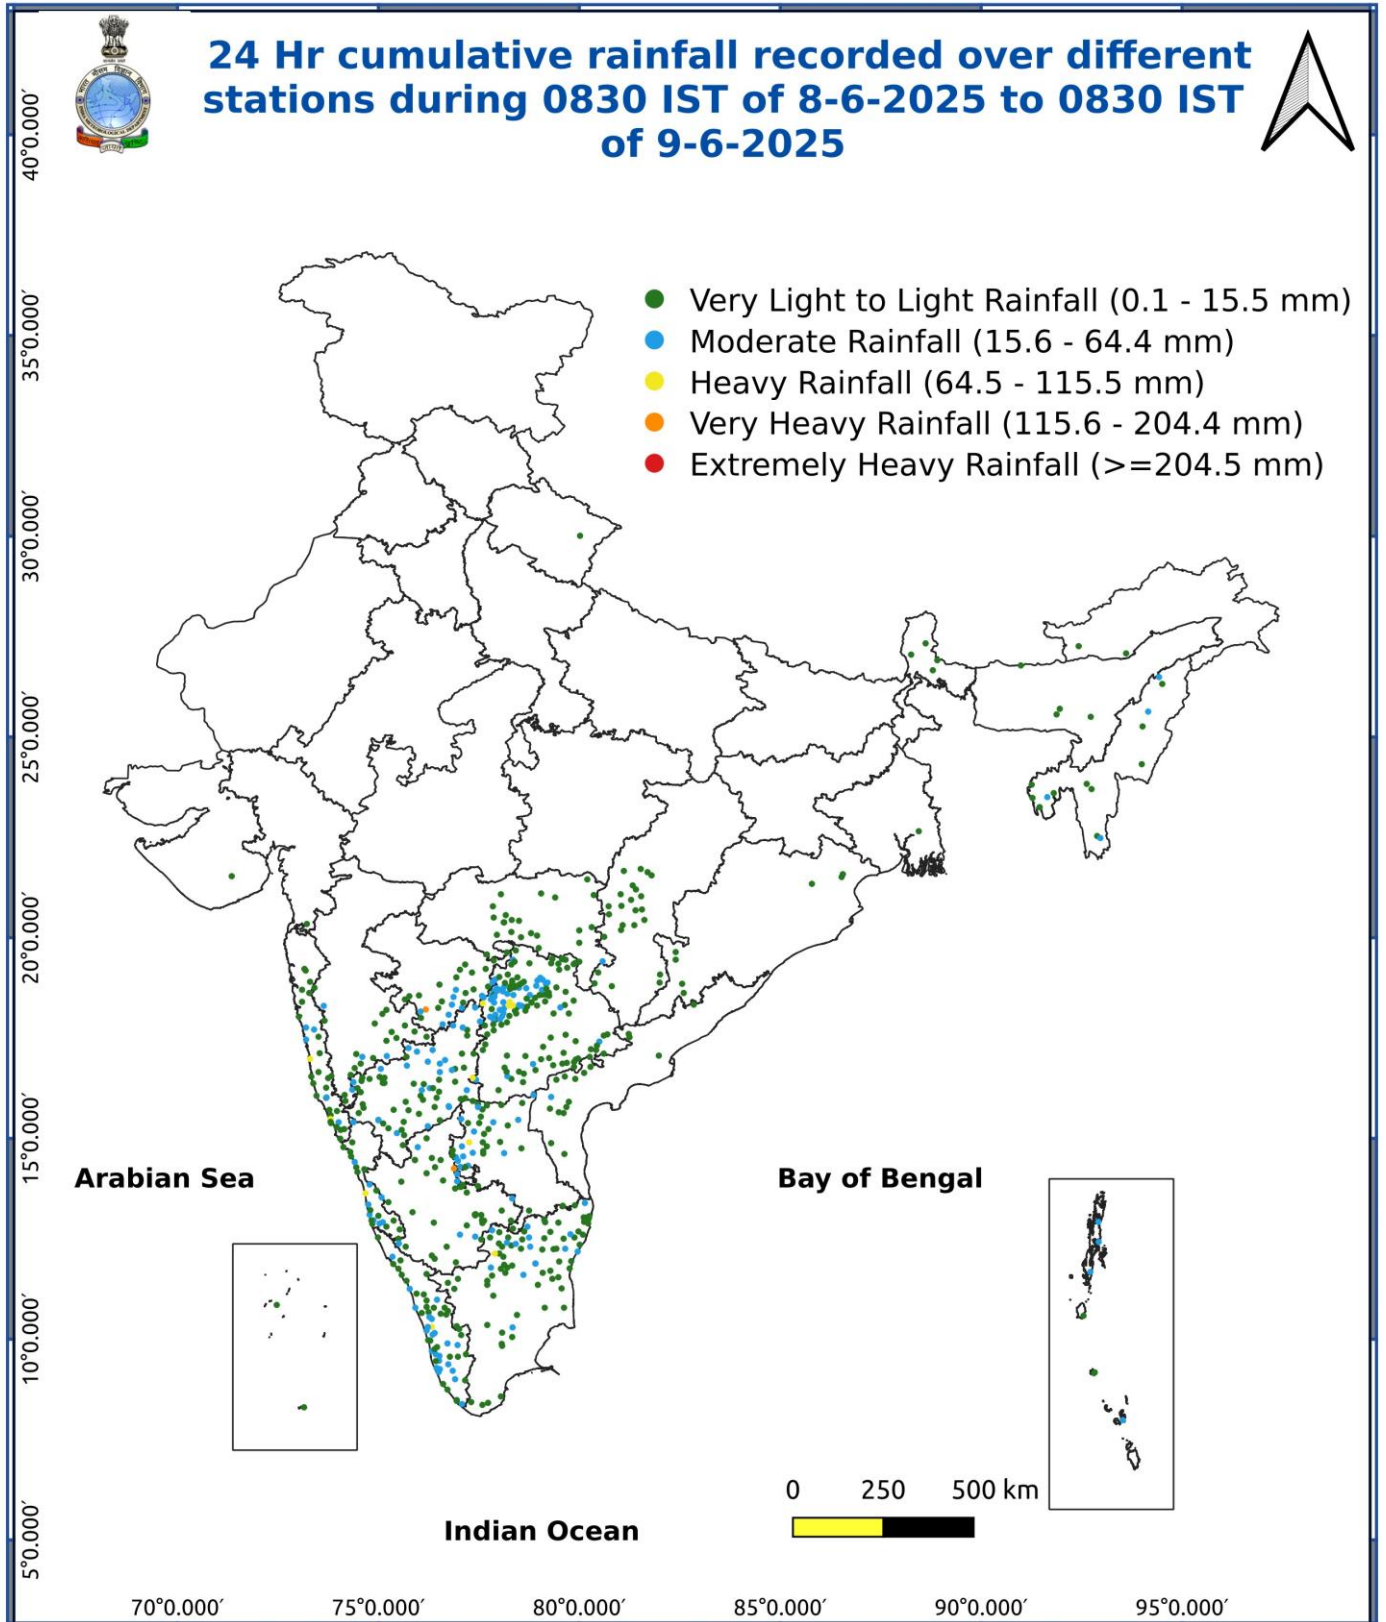 24 Hr cumulative rainfall recorded over different
stations during 0830 IST of 8-6-2025 to 0830 IST
of 9-6-2025
Very Light to Light Rainfall (0.1 - 15.5 mm)
Moderate Rainfall (15.6 - 64.4 mm)
Heavy Rainfall (64.5 - 115.5 mm)
Very Heavy Rainfall (115.6 - 204.4 mm)
Extremely Heavy Rainfall (>=204.5 mm)
40°0.000′
35°0.000′
30°0.000′
25°0.000′
20°0.000′
15°0.000′
10°0.000′
5°0.000′
Arabian Sea
Bay of Bengal
Indian Ocean
0 250 500 km
70°0.000′ 75°0.000′ 80°0.000′ 85°0.000′ 90°0.000′ 95°0.000′